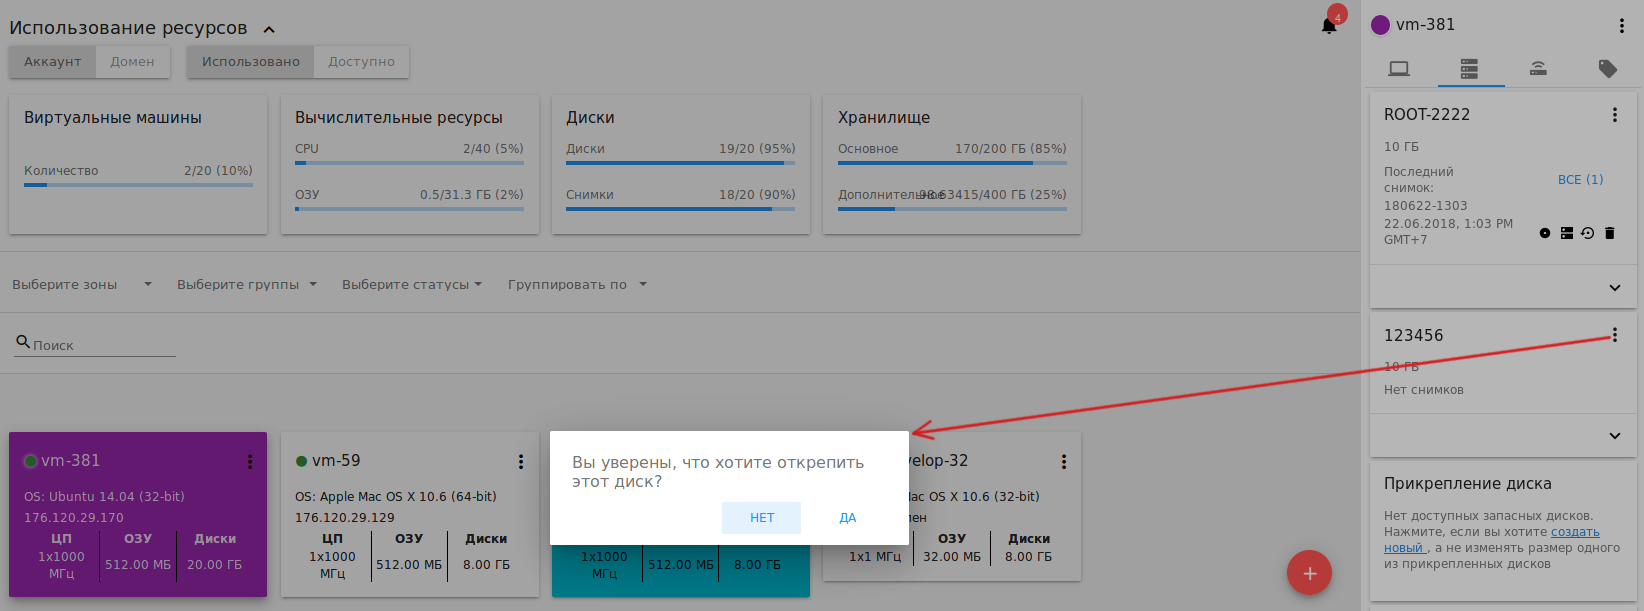 Использование ресурсов
4
Аккаунт Домен Использовано Доступно
Виртуальные машины
Количество 2/20 (10%)
Вычислительные ресурсы
CPU 2/40 (5%)
ОЗУ 0.5/31.3 ГБ (2%)
Диски
Диски 19/20 (95%)
Снимки 18/20 (90%)
Хранилище
Основное 170/200 ГБ (85%)
Дополнительное 98.63415/400 ГБ (25%)
Выберите зоны Выберите группы Выберите статусы Группировать по
Поиск
vm-381
OS: Ubuntu 14.04 (32-bit)
176.120.29.170
ЦП ОЗУ Диски
1x1000 МГц 512.00 МБ 20.00 ГБ
vm-59
OS: Apple Mac OS X 10.6 (64-bit)
176.120.29.129
ЦП ОЗУ Диски
1x1000 МГц 512.00 МБ 8.00 ГБ
Вы уверены, что хотите открепить
этот диск?
НЕТ ДА
1x1000 МГц 512.00 МБ 8.00 ГБ
velop-32
Mac OS X 10.6 (32-bit)
лен
ОЗУ Диски
1x1 МГц 32.00 МБ 8.00 ГБ
+
vm-381
ROOT-2222
10 ГБ
Последний
снимок:
ВСЕ (1)
180622-1303
22.06.2018, 1:03 PM
GMT+7
123456
10 ГБ
Нет снимков
Прикрепление диска
Нет доступных запасных дисков.
Нажмите, если вы хотите создать
новый , а не изменять размер одного
из прикрепленных дисков